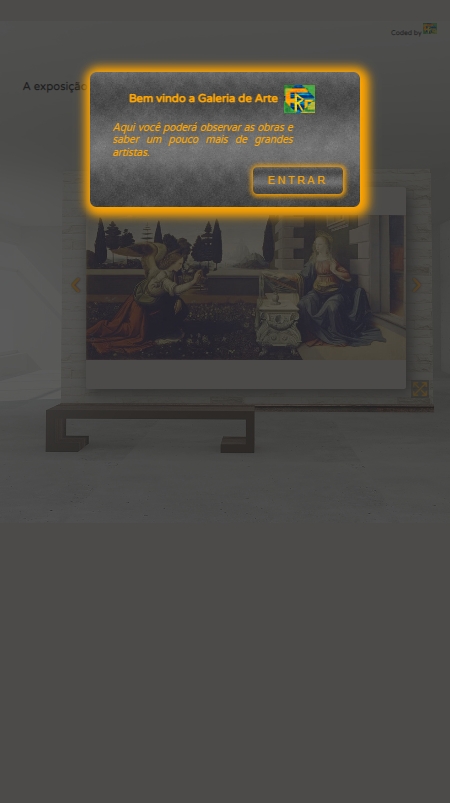 Coded by
A exposição
Bem vindo a Galeria de Arte
Aqui você poderá observar as obras e
saber um pouco mais de grandes
artistas.
ENTRAR